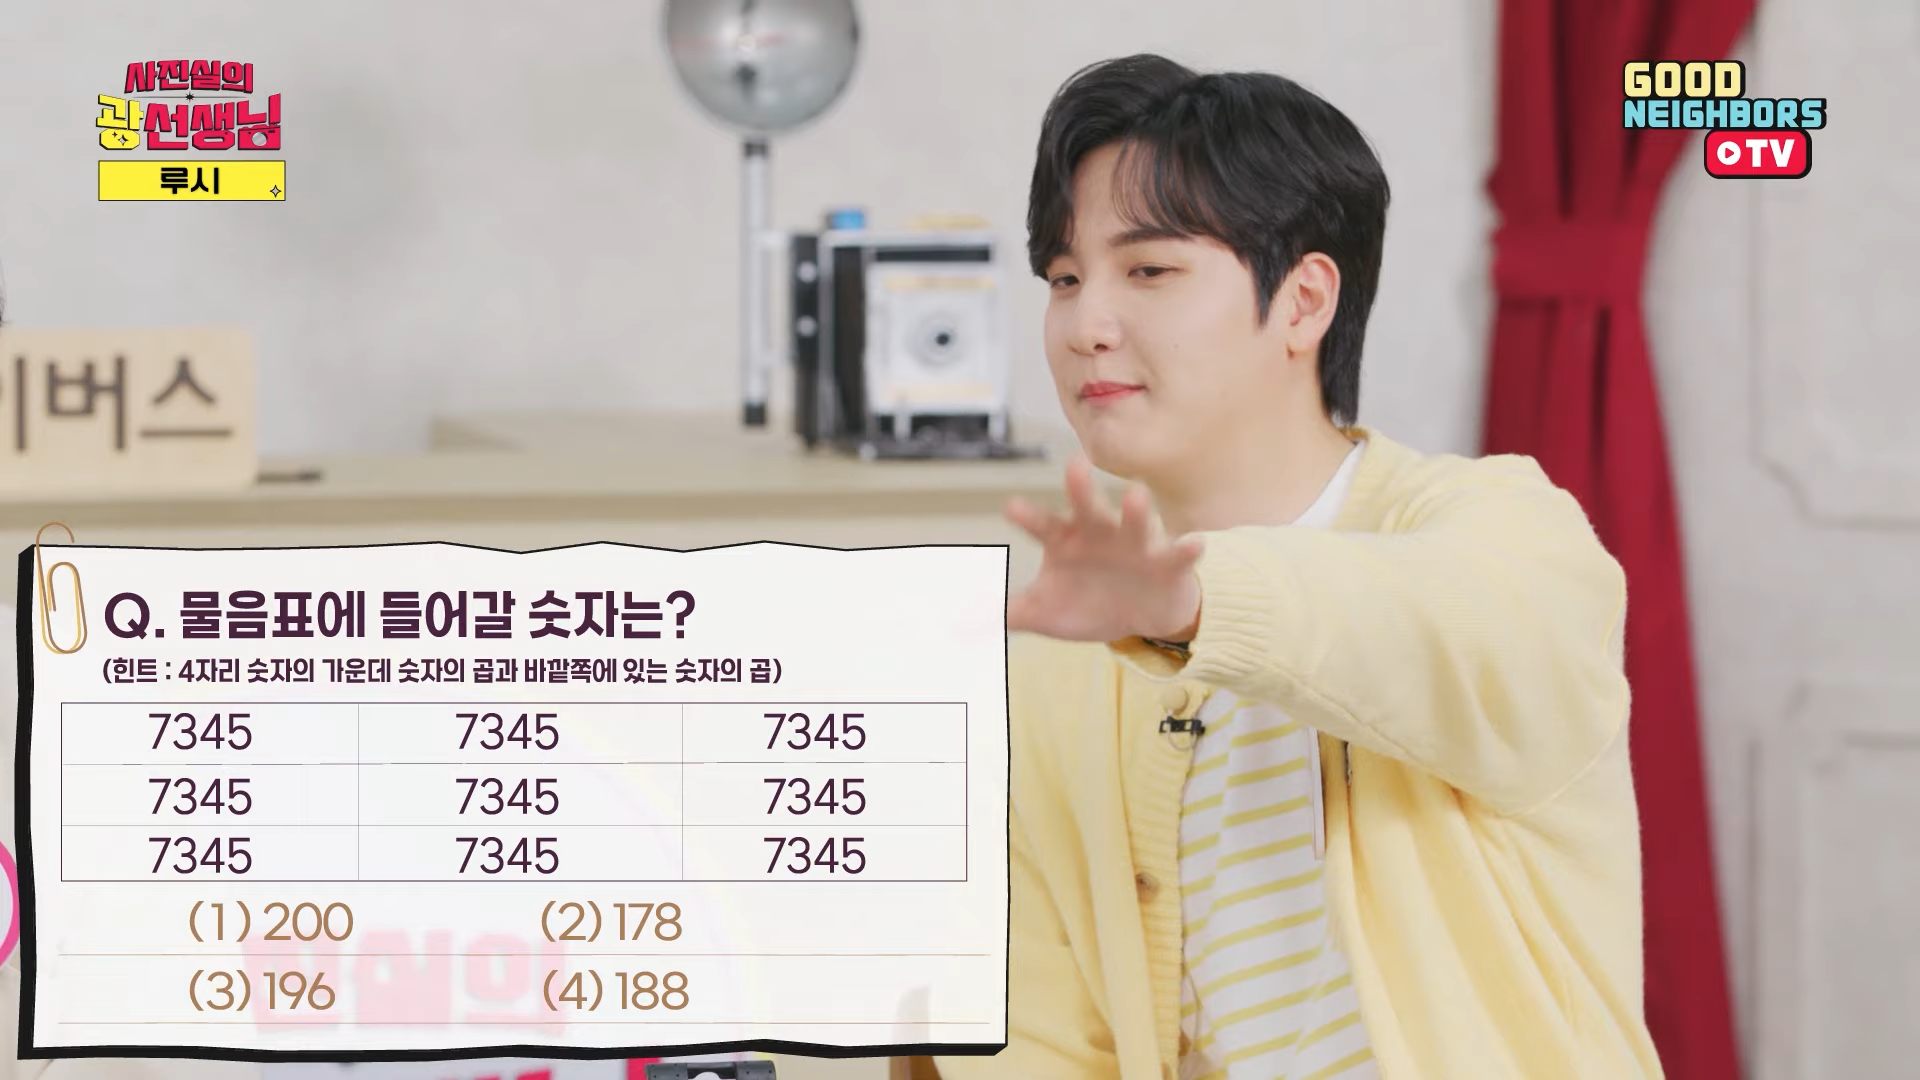 사진실의
광선생님
루시
GOOD
NEIGHBORS
TV
이버스
Q. 물음표에 들어갈 숫자는?
(힌트 : 4자리 숫자의 가운데 숫자의 곱과 바깥쪽에 있는 숫자의 곱)
7345 7345 7345
7345 7345 7345
7345 7345 7345
(1) 200 (2) 178
(3) 196 (4) 188